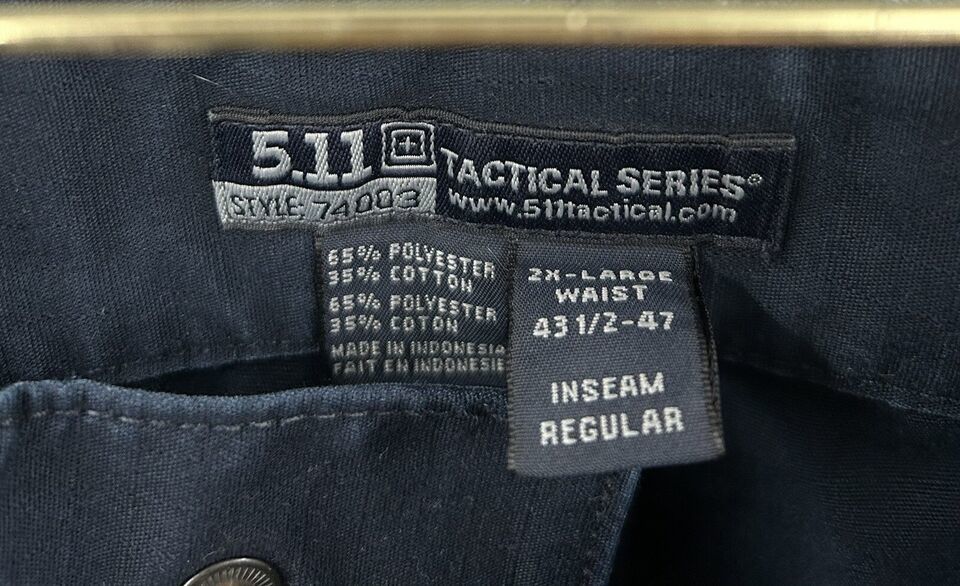 5.11 TACTICAL SERIES®
STYLE: 74003
www.511tactical.com
65% POLYESTER
35% COTTON
65% POLYESTER
35% COTON
MADE IN INDONESIA
FAIT EN INDONESIE
2X-LARGE
WAIST
43 1/2-47
INSEAM
REGULAR